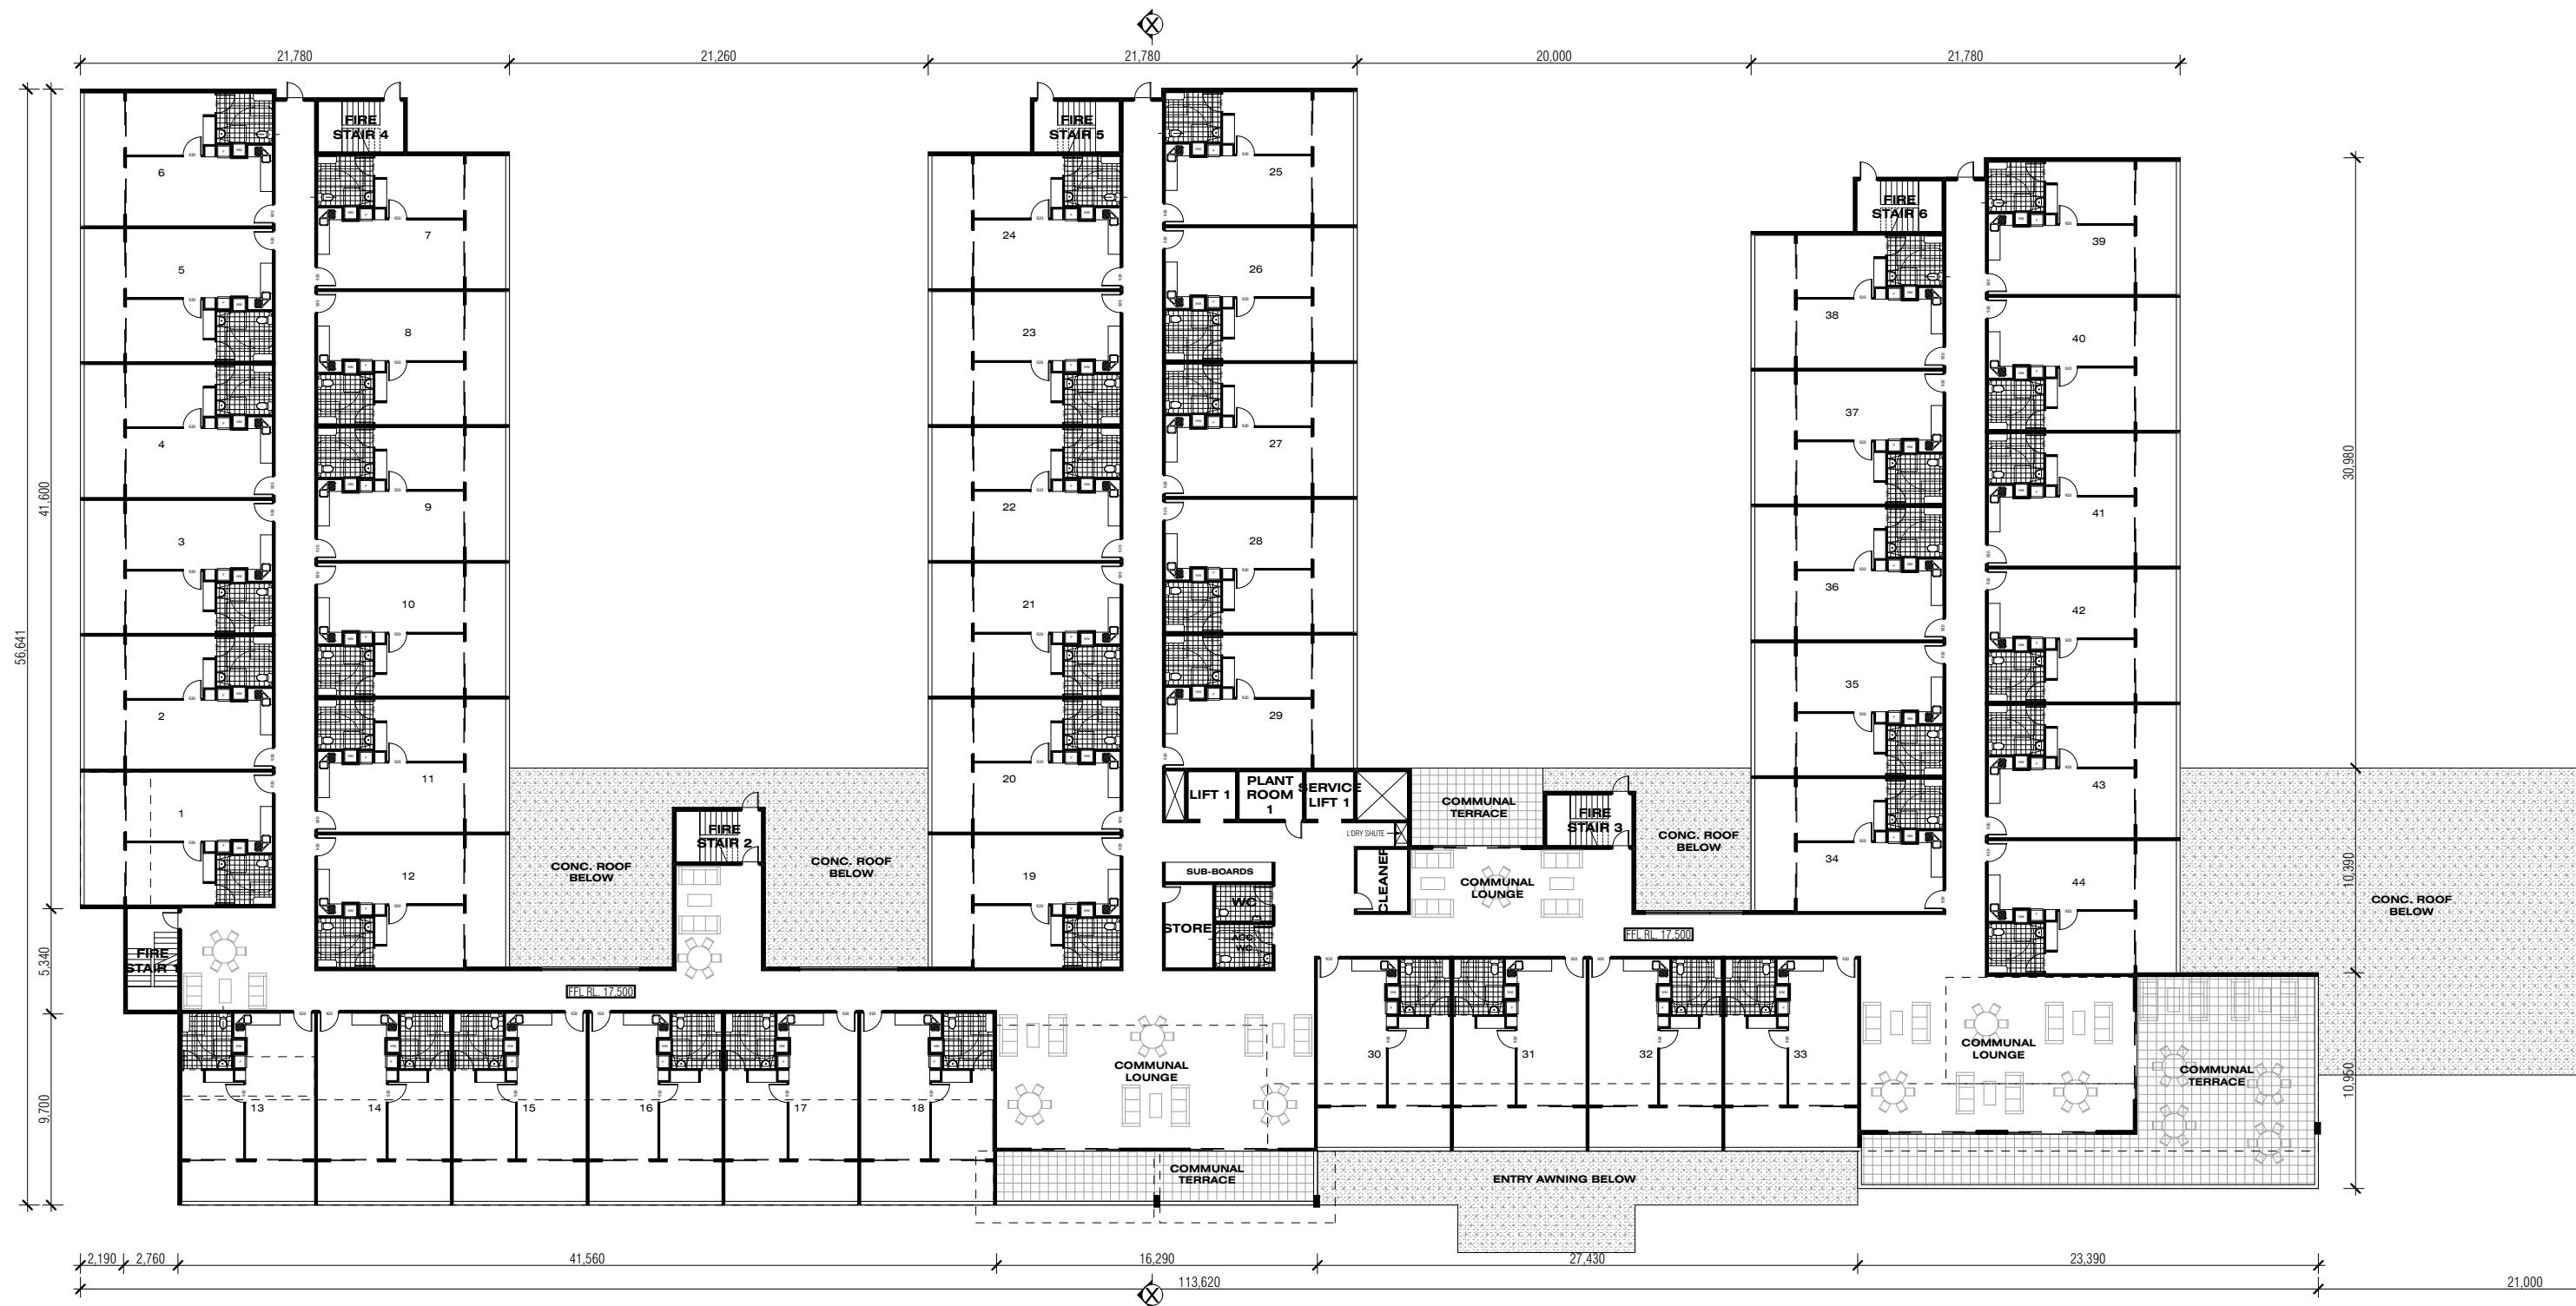 X
21,780
21,260
21,780
20,000
21,780
FIRE
STAIR 4
FIRE
STAIR 5
FIRE
STAIR 6
6
5
4
3
2
1
7
8
9
10
11
12
24
23
22
21
20
19
25
26
27
28
29
38
37
36
35
34
39
40
41
42
43
44
56,641
41,600
5,340
9,700
30,980
10,390
10,950
FIRE
STAIR 1
FIRE
STAIR 2
CONC. ROOF
BELOW
CONC. ROOF
BELOW
LIFT 1
PLANT
ROOM
1
SERVICE
LIFT 1
L'DRY SHUTE
CLEANER
SUB-BOARDS
STORE
WC
ACC.
WC
COMMUNAL
TERRACE
COMMUNAL
LOUNGE
FIRE
STAIR 3
CONC. ROOF
BELOW
CONC. ROOF
BELOW
FFL RL. 17,500
FFL RL. 17,500
13
14
15
16
17
18
COMMUNAL
LOUNGE
COMMUNAL
TERRACE
30
31
32
33
ENTRY AWNING BELOW
COMMUNAL
LOUNGE
COMMUNAL
TERRACE
2,190
2,760
41,560
16,290
27,430
23,390
113,620
21,000
X